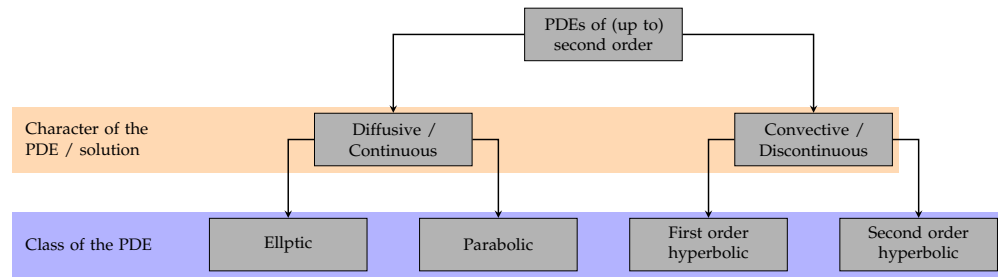 PDEs of (up to)
second order
Character of the
PDE / solution
Diffusive /
Continuous
Convective /
Discontinuous
Class of the PDE
Ellptic
Parabolic
First order
hyperbolic
Second order
hyperbolic